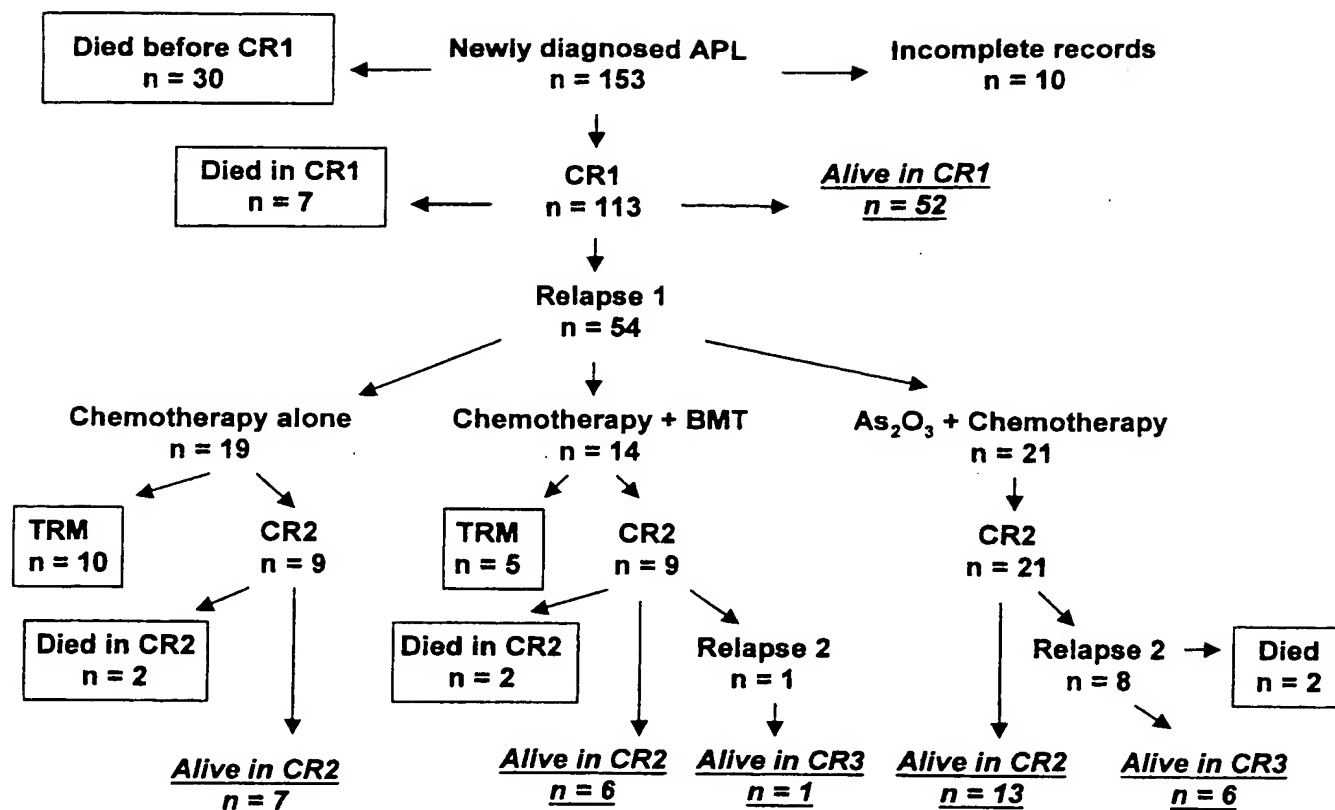 Died before CR1
n = 30
Newly diagnosed APL
n = 153
Incomplete records
n = 10
Died in CR1
n = 7
CR1
n = 113
Alive in CR1
n = 52
Relapse 1
n = 54
Chemotherapy alone
n = 19
Chemotherapy + BMT
n = 14
As₂O₃ + Chemotherapy
n = 21
TRM
n = 10
CR2
n = 9
TRM
n = 5
CR2
n = 9
CR2
n = 21
Died in CR2
n = 2
Died in CR2
n = 2
Relapse 2
n = 1
Relapse 2
n = 8
Died
n = 2
Alive in CR2
n = 7
Alive in CR2
n = 6
Alive in CR3
n = 1
Alive in CR2
n = 13
Alive in CR3
n = 6